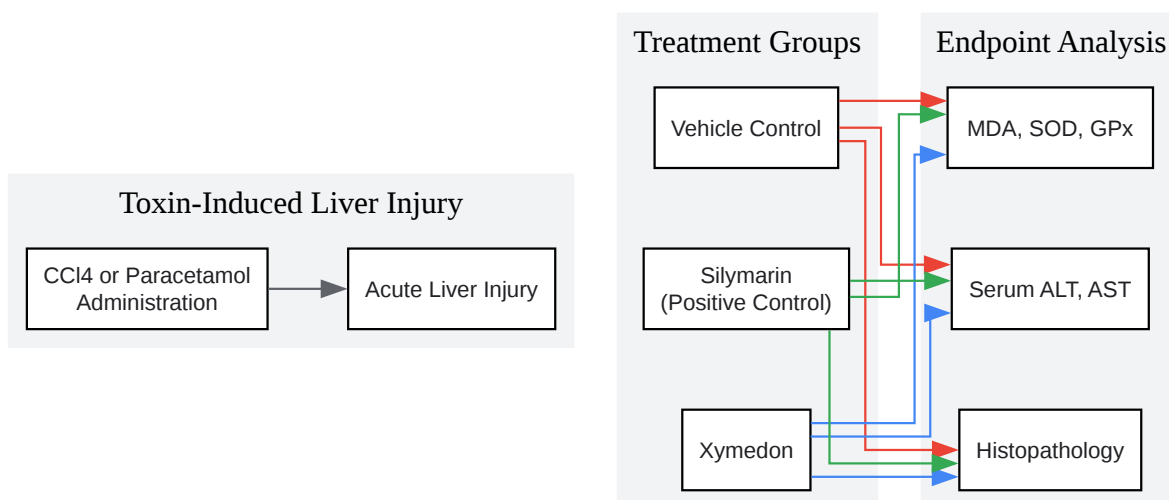 Toxin-Induced Liver Injury
CCl4 or Paracetamol
Administration
Acute Liver Injury
Treatment Groups
Vehicle Control
Silymarin
(Positive Control)
Xymedon
Endpoint Analysis
MDA, SOD, GPx
Serum ALT, AST
Histopathology